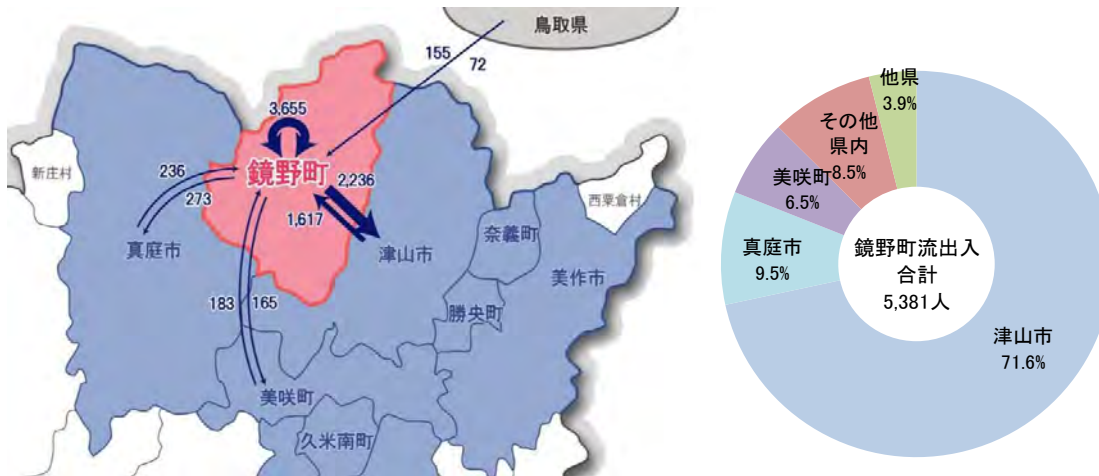 鳥取県
155
72
3,655
新庄村
236
273
鏡野町
2,236
1,617
西粟倉村
奈義町
真庭市
津山市
美作市
183
165
勝央町
美咲町
久米南町
他県
3.9%
その他
県内
8.5%
美咲町
6.5%
真庭市
9.5%
鏡野町流出入
合計
5,381人
津山市
71.6%